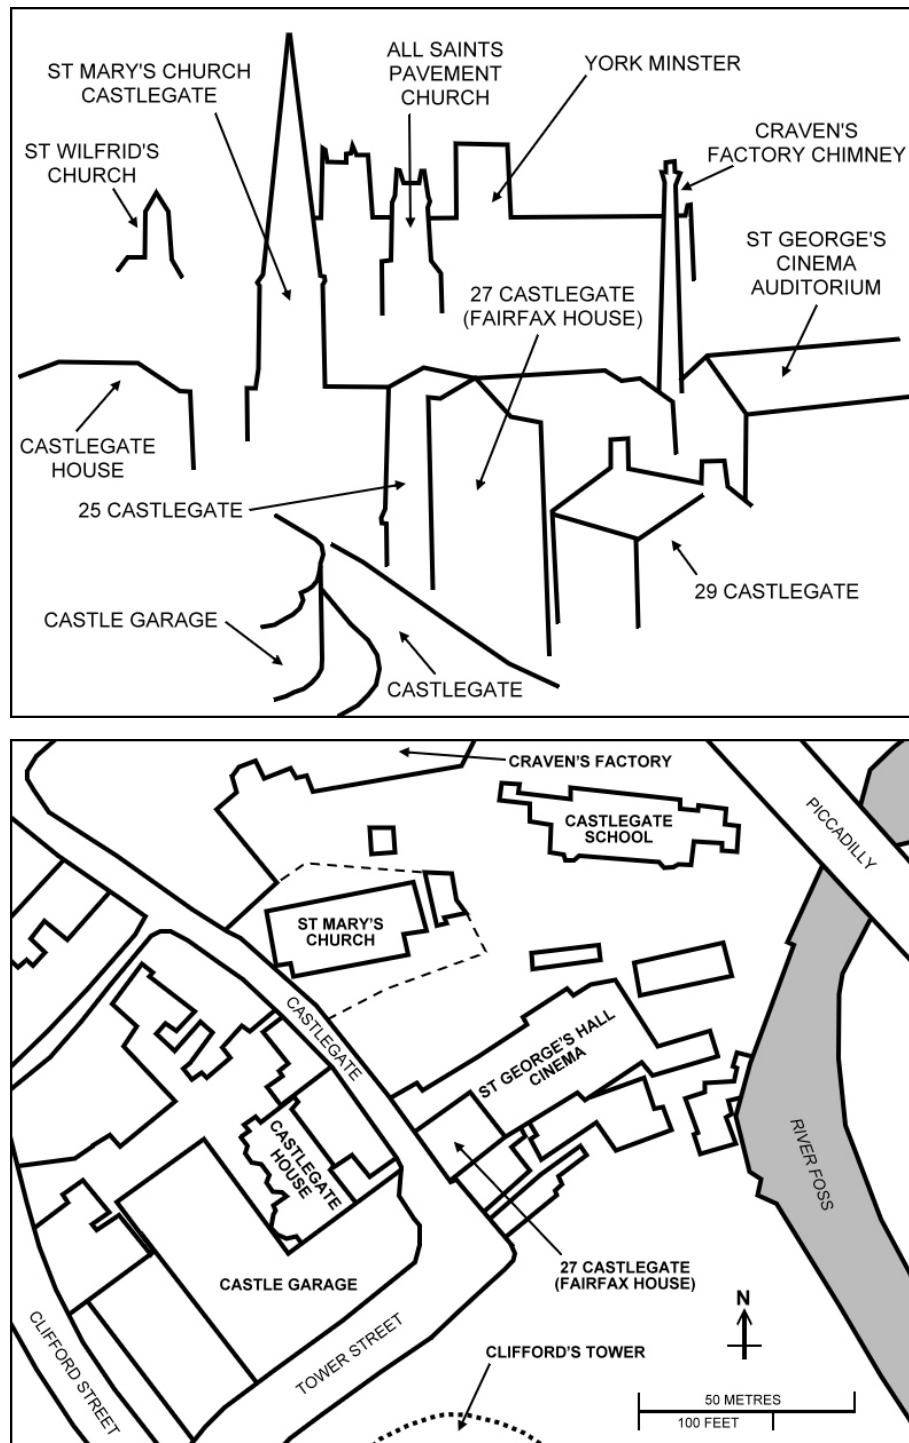 ST MARY'S CHURCH
CASTLEGATE
ALL SAINTS
PAVEMENT
CHURCH
YORK MINSTER
CRAVEN'S
FACTORY CHIMNEY
ST WILFRID'S
CHURCH
ST GEORGE'S
CINEMA
AUDITORIUM
27 CASTLEGATE
(FAIRFAX HOUSE)
CASTLEGATE
HOUSE
25 CASTLEGATE
29 CASTLEGATE
CASTLE GARAGE
CASTLEGATE
CRAVEN'S FACTORY
PICCADILLY
CASTLEGATE
SCHOOL
ST MARY'S
CHURCH
CASTLEGATE
ST GEORGE'S HALL
CINEMA
CASTLEGATE
HOUSE
RIVER FOSS
27 CASTLEGATE
(FAIRFAX HOUSE)
CASTLE GARAGE
N
CLIFFORD STREET
TOWER STREET
CLIFFORD'S TOWER
50 METRES
100 FEET